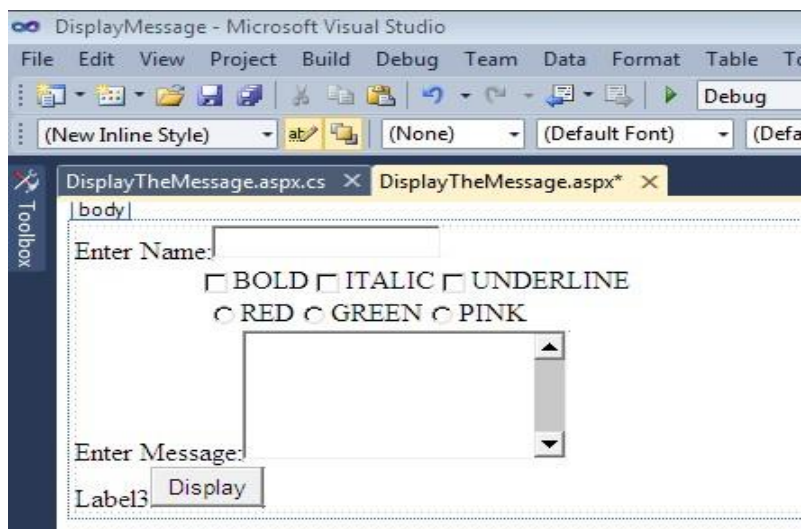 DisplayMessage - Microsoft Visual Studio
File Edit View Project Build Debug Team Data Format Table
Debug
(New Inline Style) (None) (Default Font)
DisplayTheMessage.aspx.cs DisplayTheMessage.aspx*
Toolbox
body
Enter Name:
BOLD ITALIC UNDERLINE
RED GREEN PINK
Enter Message:
Label3 Display